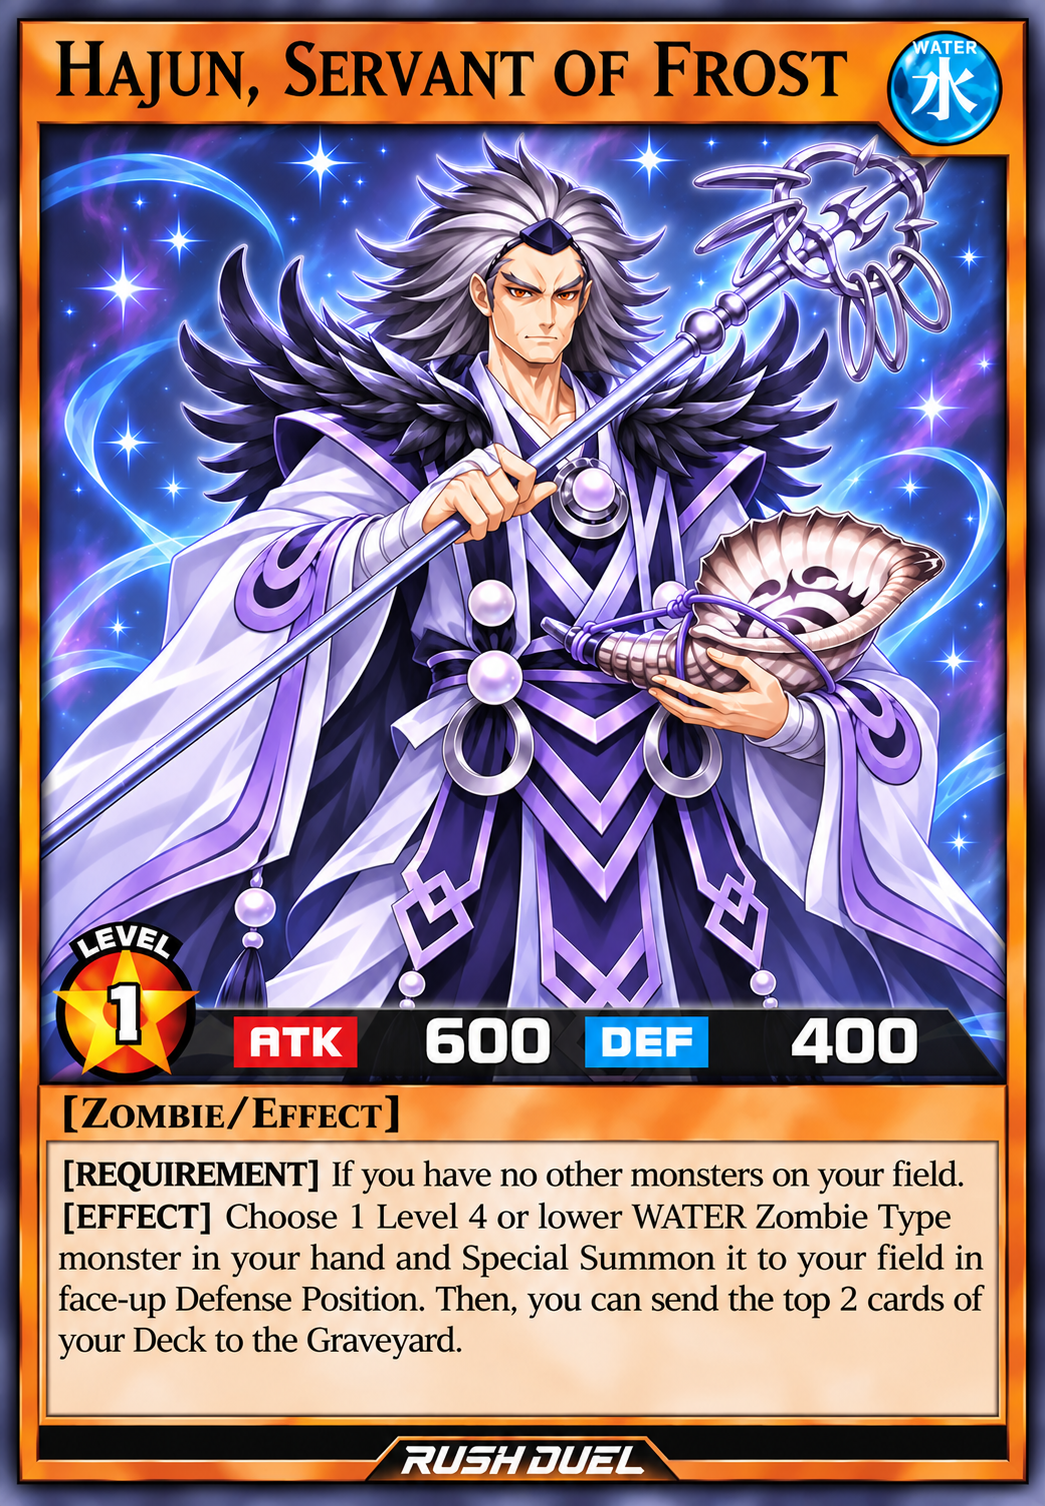 Hajun, Servant of Frost
WATER
水
LEVEL
1
ATK 600 DEF 400
[Zombie/Effect]
[REQUIREMENT] If you have no other monsters on your field.
[EFFECT] Choose 1 Level 4 or lower WATER Zombie Type
monster in your hand and Special Summon it to your field in
face-up Defense Position. Then, you can send the top 2 cards of
your Deck to the Graveyard.
RUSH DUEL